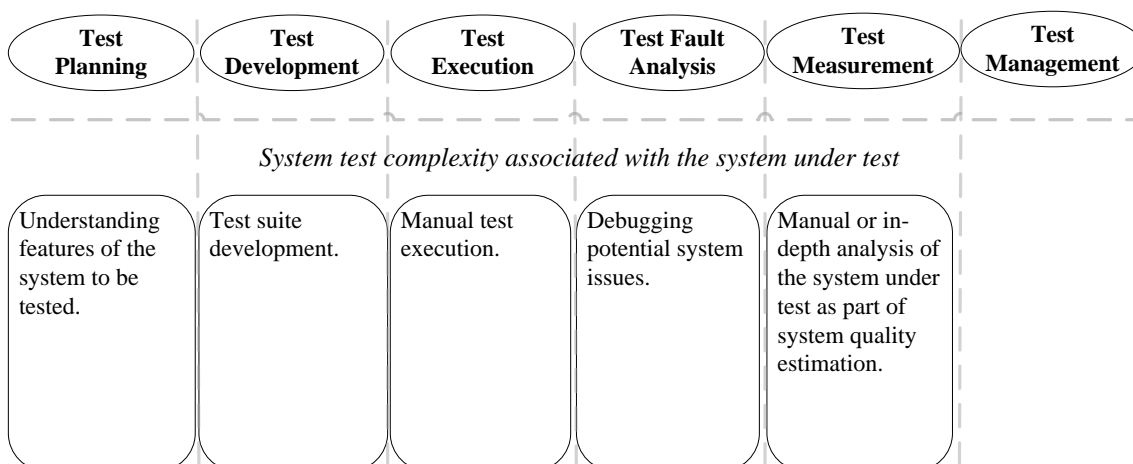 Test
Planning
Test
Development
Test
Execution
Test Fault
Analysis
Test
Measurement
Test
Management
System test complexity associated with the system under test
Understanding
features of the
system to be
tested.
Test suite
development.
Manual test
execution.
Debugging
potential system
issues.
Manual or in-
depth analysis of
the system under
test as part of
system quality
estimation.